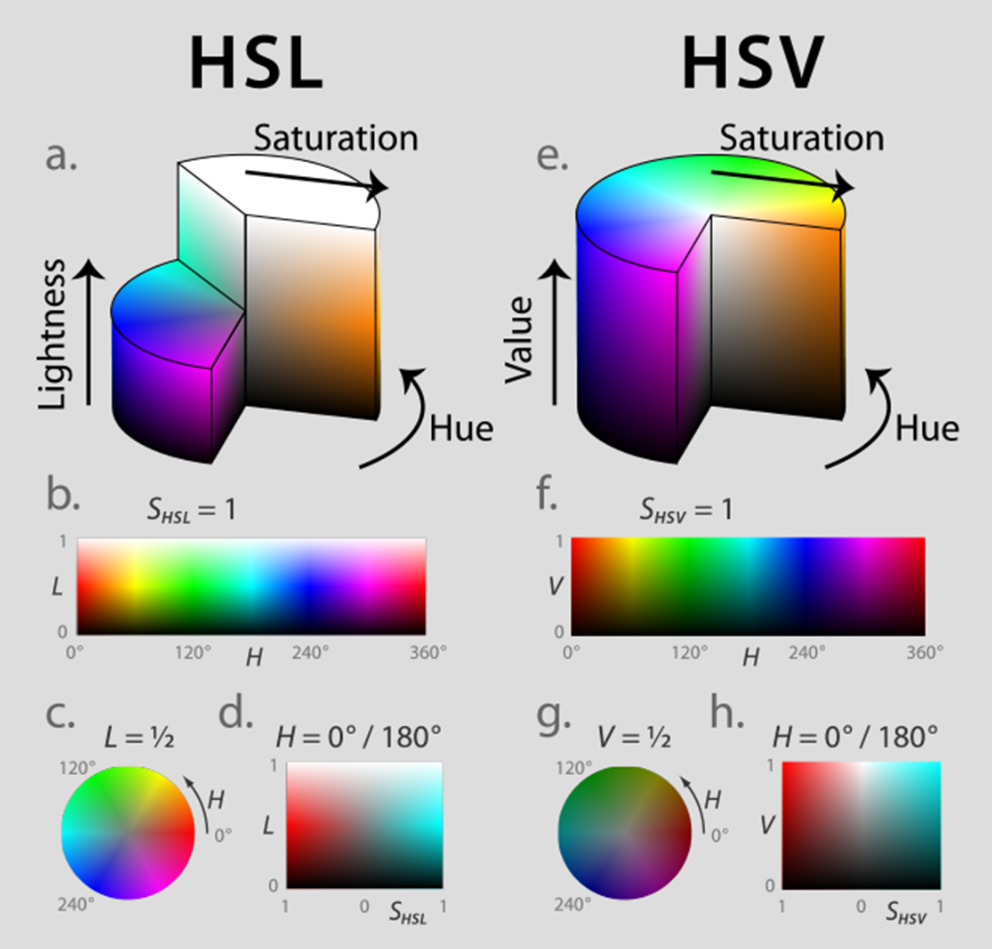 HSL
a.
Saturation
Lightness
Hue
b.
S_HSL = 1
1
L
0
0°
120°
H
240°
360°
c.
L = ½
120°
H
0°
240°
d.
H = 0° / 180°
1
L
0
1
0
S_HSL
1
HSV
e.
Saturation
Value
Hue
f.
S_HSV = 1
1
V
0
0°
120°
H
240°
360°
g.
V = ½
120°
H
0°
240°
h.
H = 0° / 180°
1
V
0
1
0
S_HSV
1